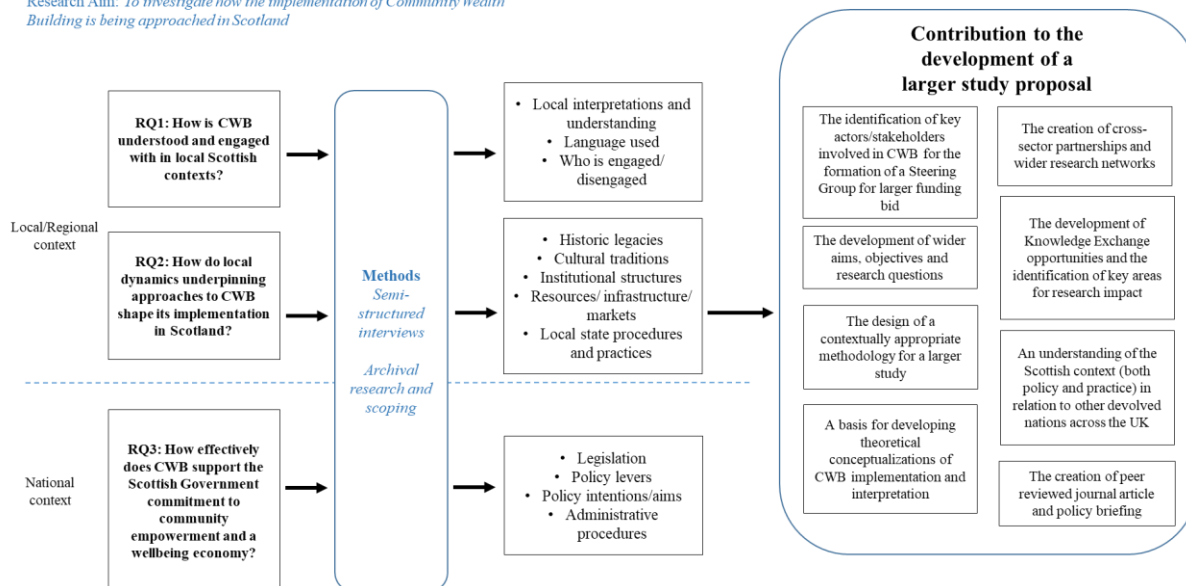 Research Aim: To investigate how the implementation of Community Wealth
Building is being approached in Scotland
Local/Regional
context
RQ1: How is CWB
understood and engaged
with in local Scottish
contexts?
RQ2: How do local
dynamics underpinning
approaches to CWB
shape its implementation
in Scotland?
National
context
RQ3: How effectively
does CWB support the
Scottish Government
commitment to
community
empowerment and a
wellbeing economy?
Methods
Semi-
structured
interviews
Archival
research and
scoping
• Local interpretations and
understanding
• Language used
• Who is engaged/
disengaged
• Historic legacies
• Cultural traditions
• Institutional structures
• Resources/ infrastructure/
markets
• Local state procedures
and practices
• Legislation
• Policy levers
• Policy intentions/aims
• Administrative
procedures
Contribution to the
development of a
larger study proposal
The identification of key
actors/stakeholders
involved in CWB for the
formation of a Steering
Group for larger funding
bid
The development of wider
aims, objectives and
research questions
The design of a
contextually appropriate
methodology for a larger
study
A basis for developing
theoretical
conceptualizations of
CWB implementation and
interpretation
The creation of cross-
sector partnerships and
wider research networks
The development of
Knowledge Exchange
opportunities and the
identification of key areas
for research impact
An understanding of the
Scottish context (both
policy and practice) in
relation to other devolved
nations across the UK
The creation of peer
reviewed journal article
and policy briefing